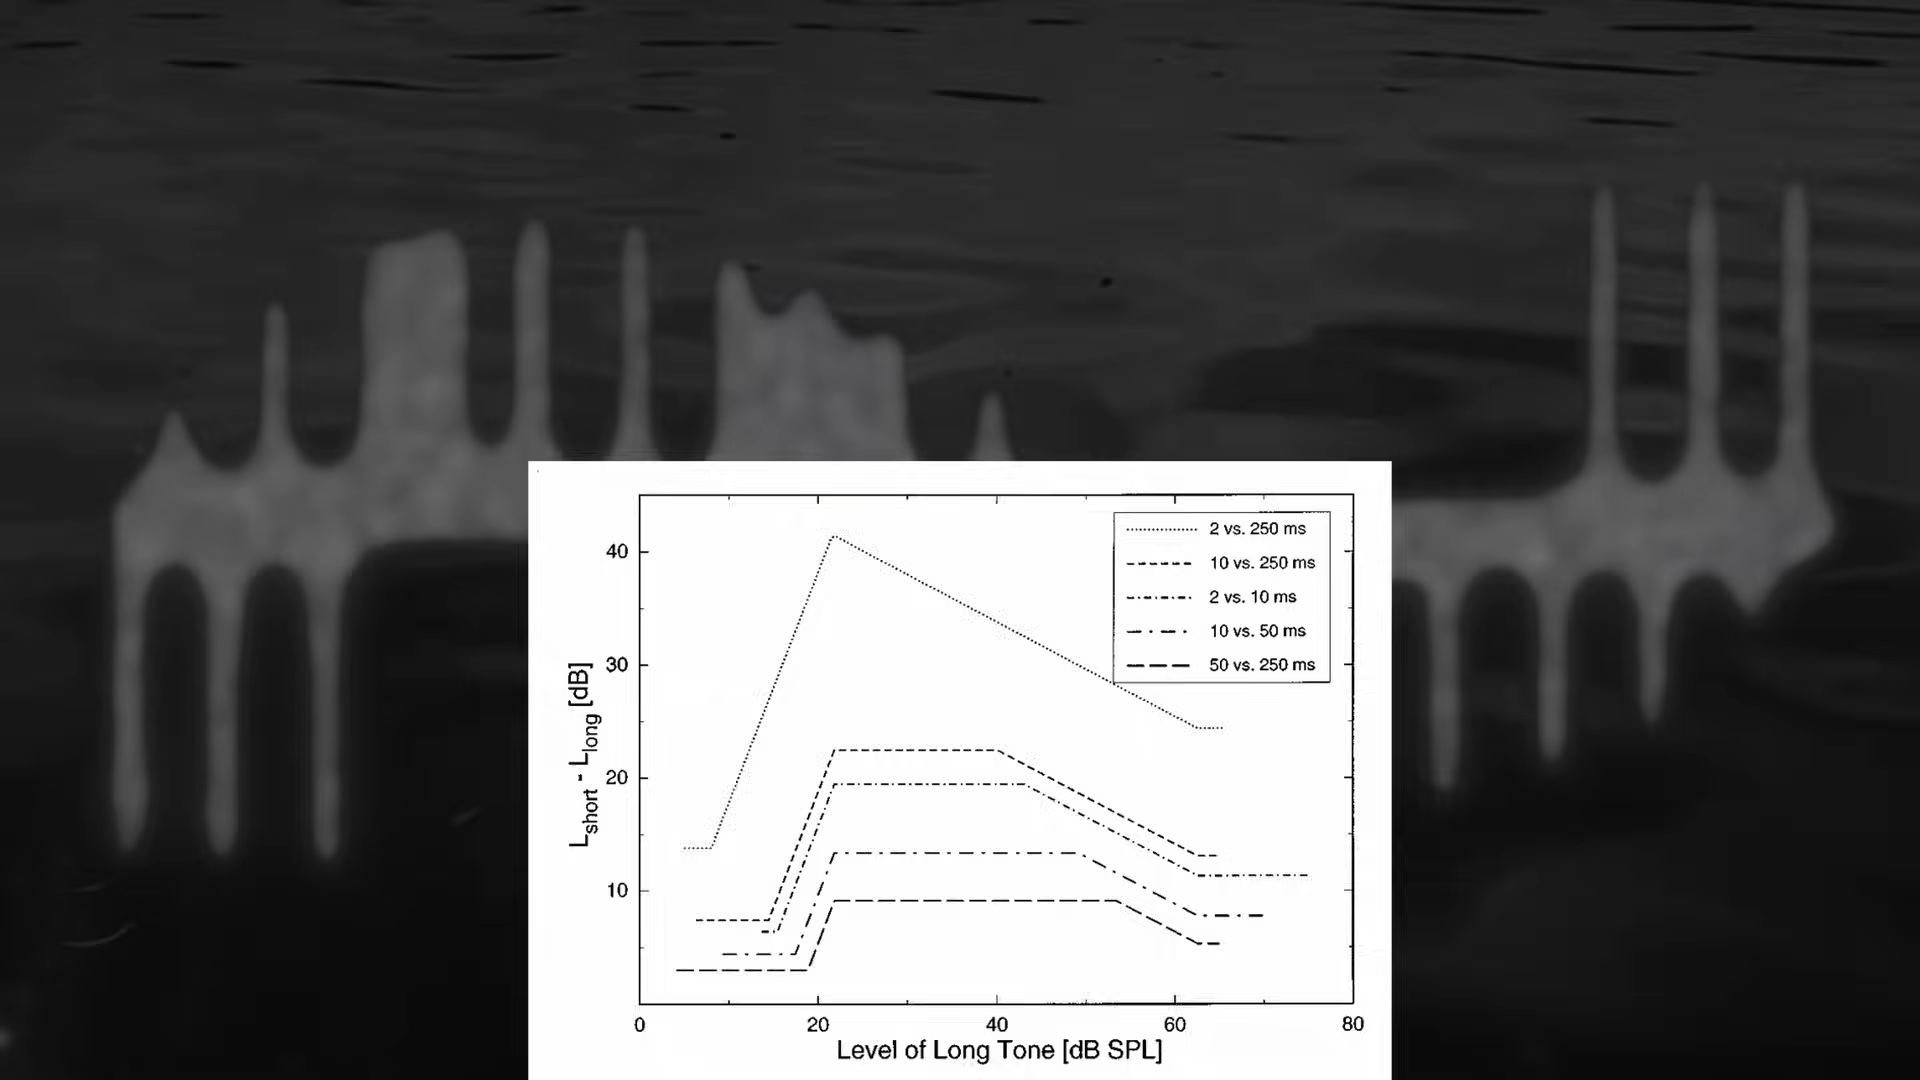 2 vs. 250 ms
10 vs. 250 ms
2 vs. 10 ms
10 vs. 50 ms
50 vs. 250 ms
40
30
20
10
Lshort - Llong [dB]
0 20 40 60 80
Level of Long Tone [dB SPL]